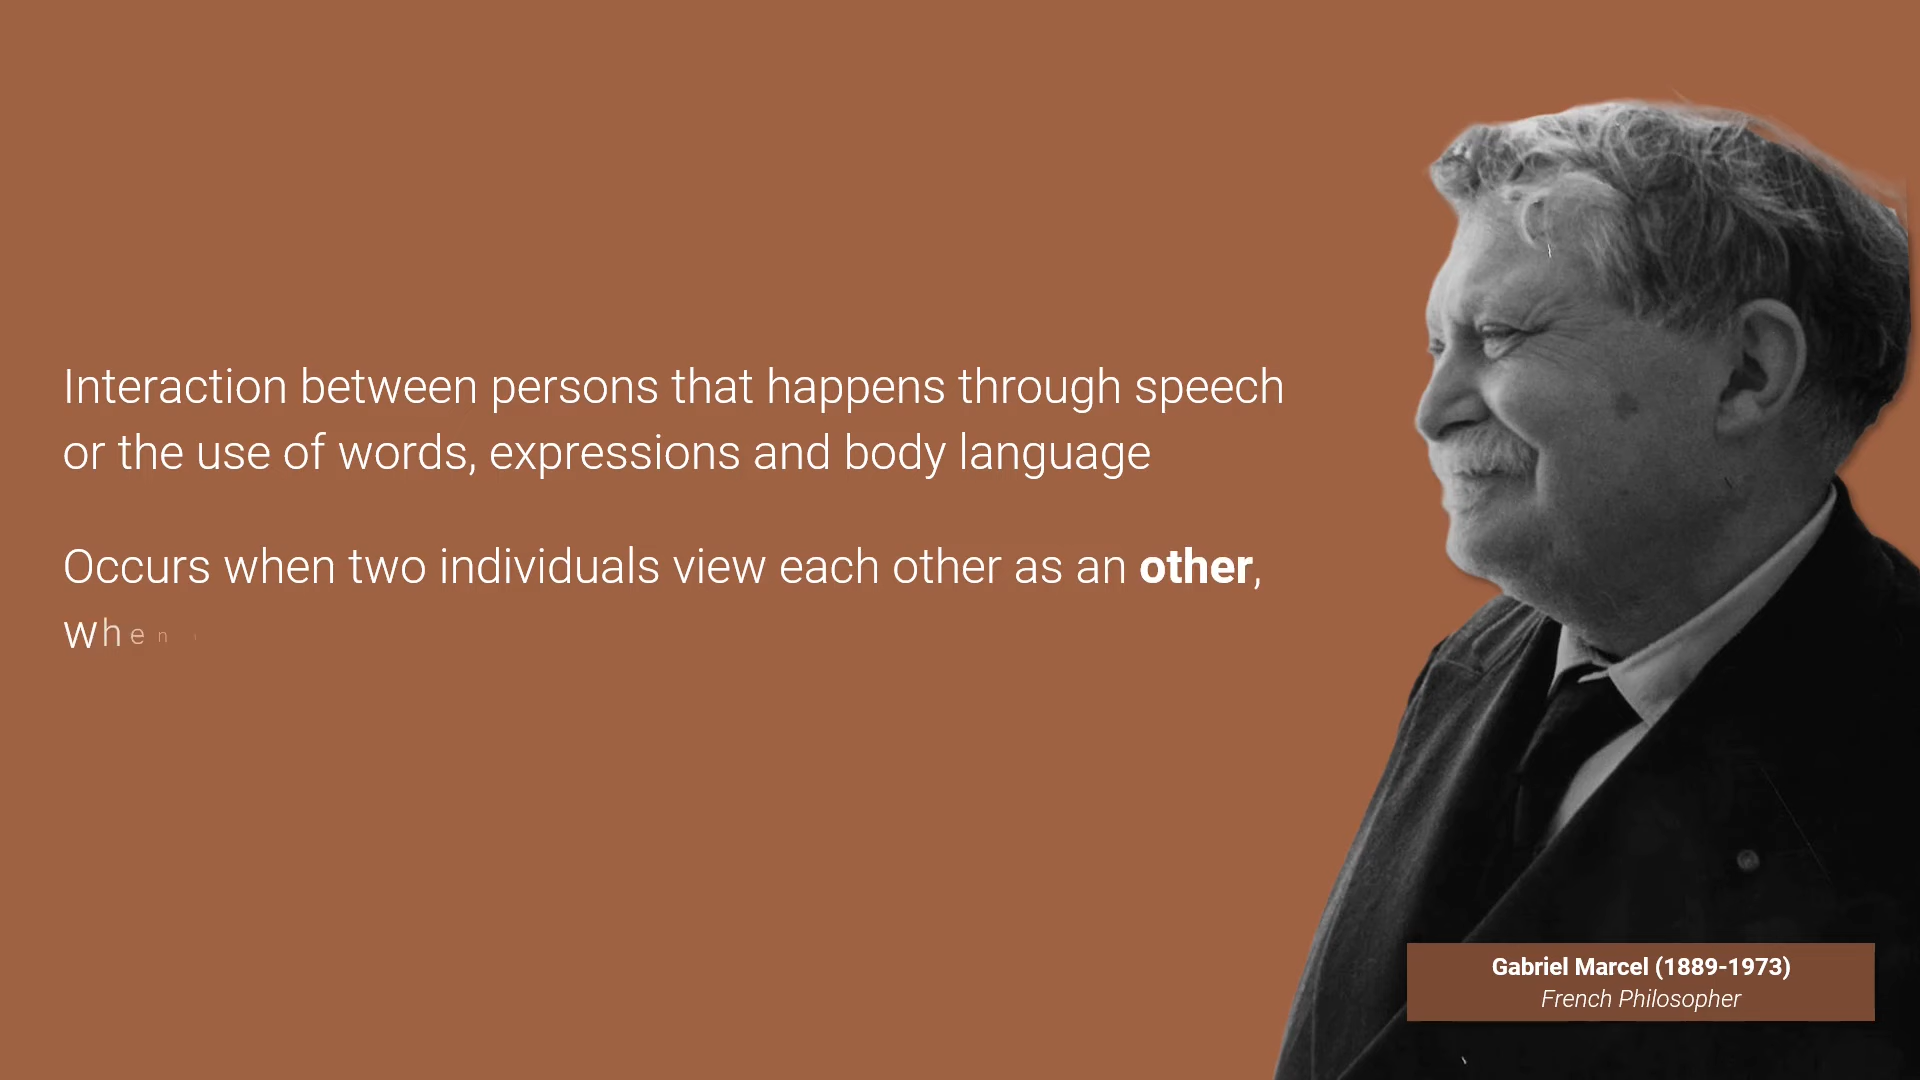 Interaction between persons that happens through speech
or the use of words, expressions and body language
Occurs when two individuals view each other as an other,
when
Gabriel Marcel (1889-1973)
French Philosopher